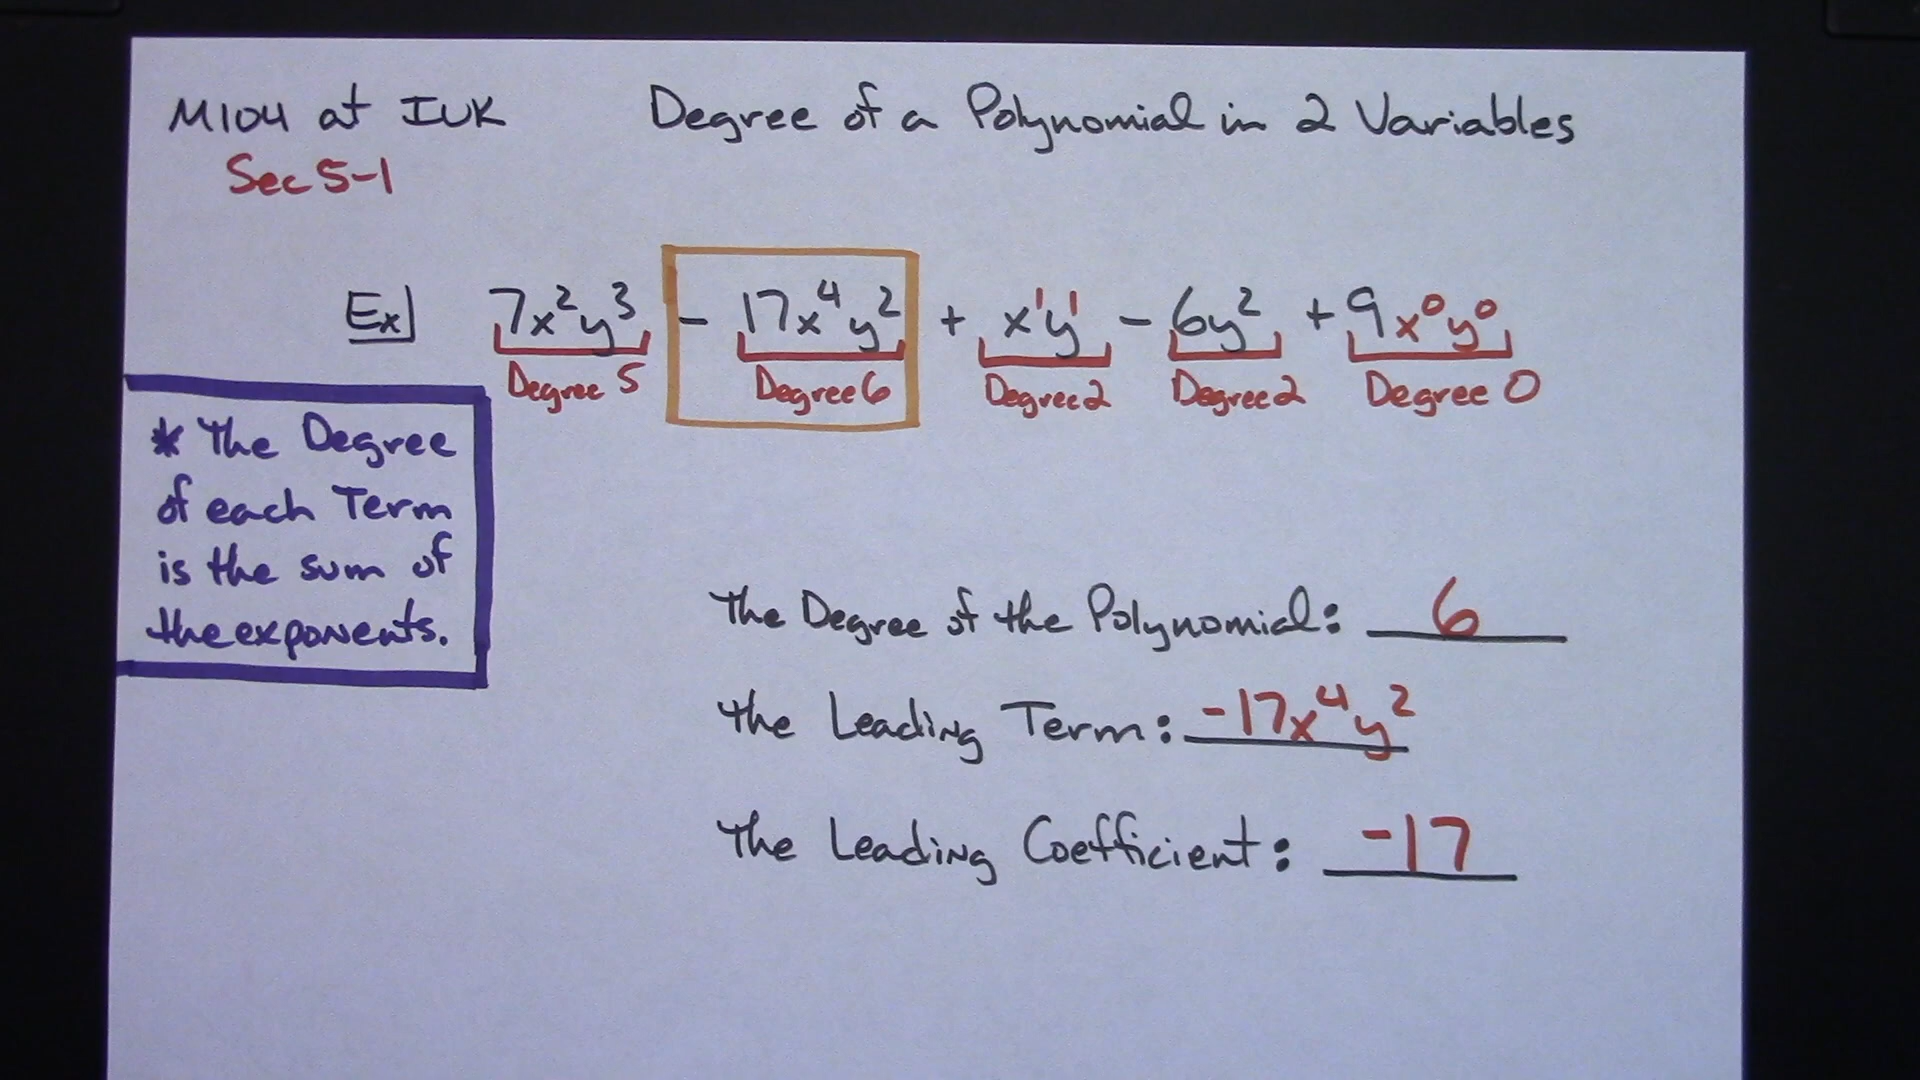 M104 at IUK
Degree of a Polynomial in 2 Variables
Sec 5-1
Ex 7x²y³ - 17x⁴y² + x¹y¹ - 6y² + 9x⁰y⁰
Degree 5 Degree 6 Degree 2 Degree 2 Degree 0
* The Degree
of each Term
is the sum of
the exponents.
The Degree of the Polynomial: 6
The Leading Term: -17x⁴y²
The Leading Coefficient: -17